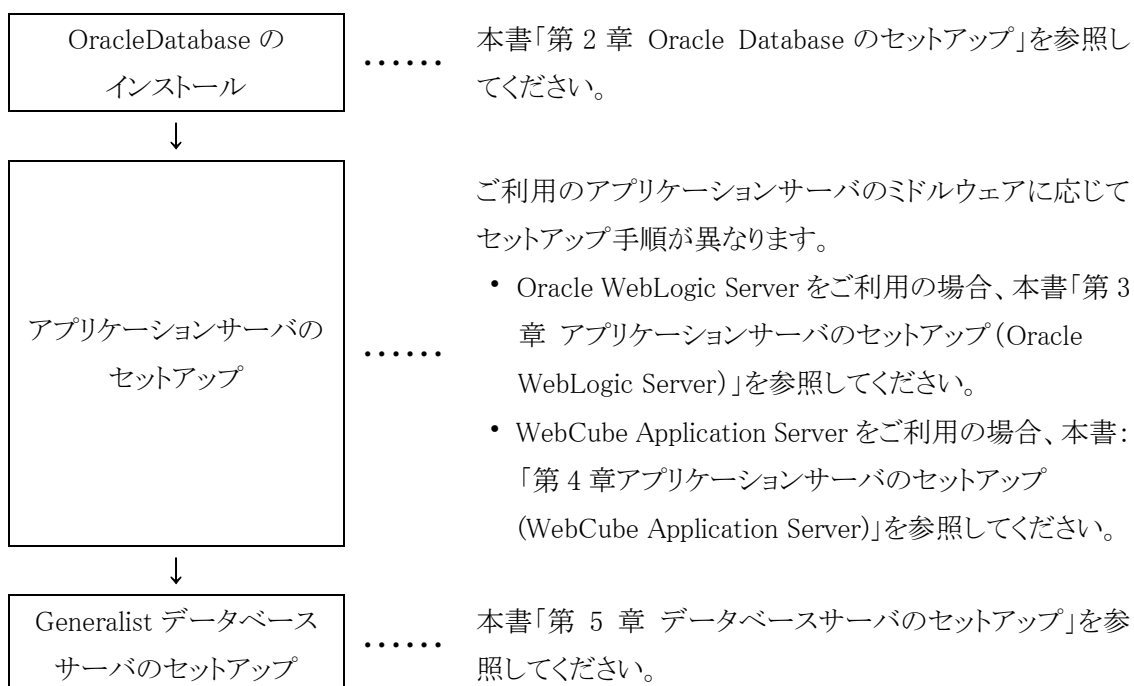 OracleDatabase の
インストール
……
本書「第 2 章 Oracle Database のセットアップ」を参照し
てください。
↓
アプリケーションサーバの
セットアップ
……
ご利用のアプリケーションサーバのミドルウェアに応じて
セットアップ手順が異なります。
・ Oracle WebLogic Server をご利用の場合、本書「第 3
章 アプリケーションサーバのセットアップ（Oracle
WebLogic Server）」を参照してください。
・ WebCube Application Server をご利用の場合、本書：
「第 4 章アプリケーションサーバのセットアップ
(WebCube Application Server)」を参照してください。
↓
Generalist データベース
サーバのセットアップ
……
本書「第 5 章 データベースサーバのセットアップ」を参
照してください。